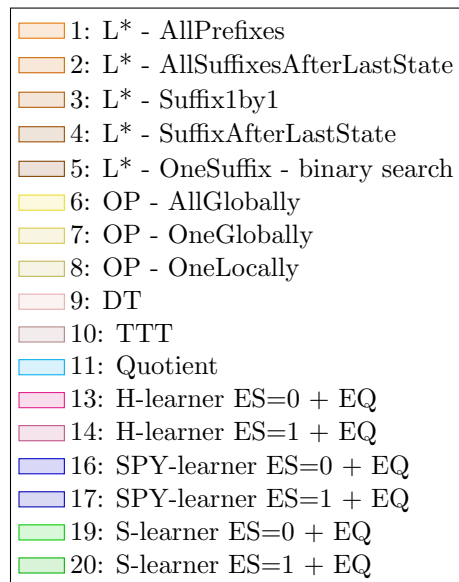 1: L* - AllPrefixes
2: L* - AllSuffixesAfterLastState
3: L* - Suffix1by1
4: L* - SuffixAfterLastState
5: L* - OneSuffix - binary search
6: OP - AllGlobally
7: OP - OneGlobally
8: OP - OneLocally
9: DT
10: TTT
11: Quotient
13: H-learner ES=0 + EQ
14: H-learner ES=1 + EQ
16: SPY-learner ES=0 + EQ
17: SPY-learner ES=1 + EQ
19: S-learner ES=0 + EQ
20: S-learner ES=1 + EQ